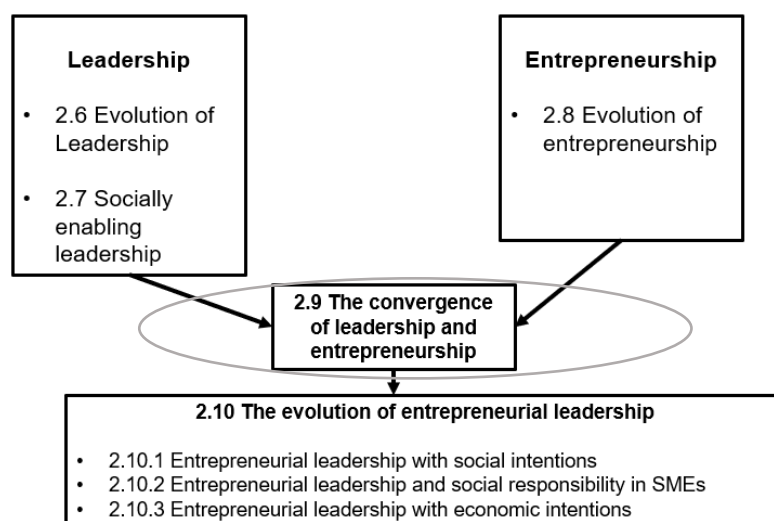 Leadership
• 2.6 Evolution of
Leadership
• 2.7 Socially
enabling
leadership
Entrepreneurship
• 2.8 Evolution of
entrepreneurship
2.9 The convergence
of leadership and
entrepreneurship
2.10 The evolution of entrepreneurial leadership
• 2.10.1 Entrepreneurial leadership with social intentions
• 2.10.2 Entrepreneurial leadership and social responsibility in SMEs
• 2.10.3 Entrepreneurial leadership with economic intentions